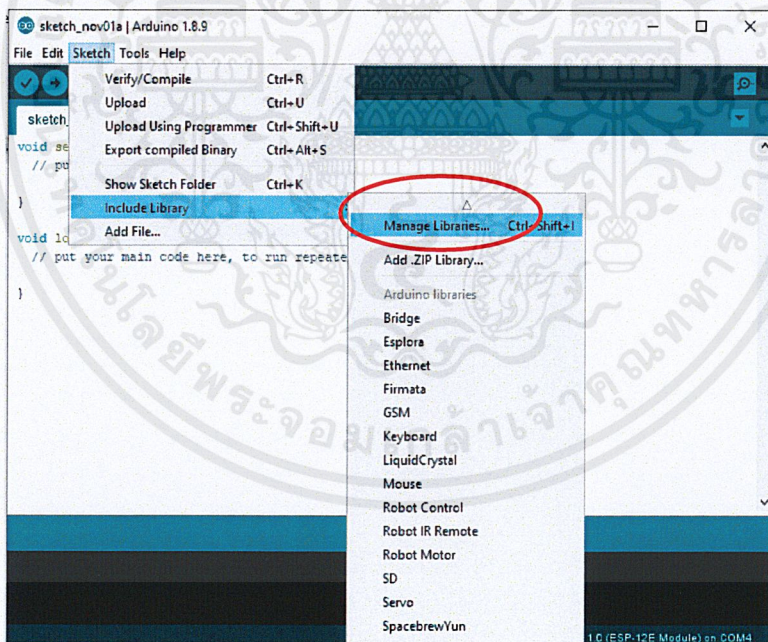 sketch_nov01a | Arduino 1.8.9
File Edit Sketch Tools Help
Verify/Compile Ctrl+R
Upload Ctrl+U
Upload Using Programmer Ctrl+Shift+U
Export compiled Binary Ctrl+Alt+S
Show Sketch Folder Ctrl+K
Include Library
Add File...
sketch_
void se
// pu
}
void lo
// put your main code here, to run repeate
}
Manage Libraries... Ctrl+Shift+I
Add .ZIP Library...
Arduino libraries
Bridge
Esplora
Ethernet
Firmata
GSM
Keyboard
LiquidCrystal
Mouse
Robot Control
Robot IR Remote
Robot Motor
SD
Servo
SpacebrewYun
1.0 (ESP-12E Module) on COM4